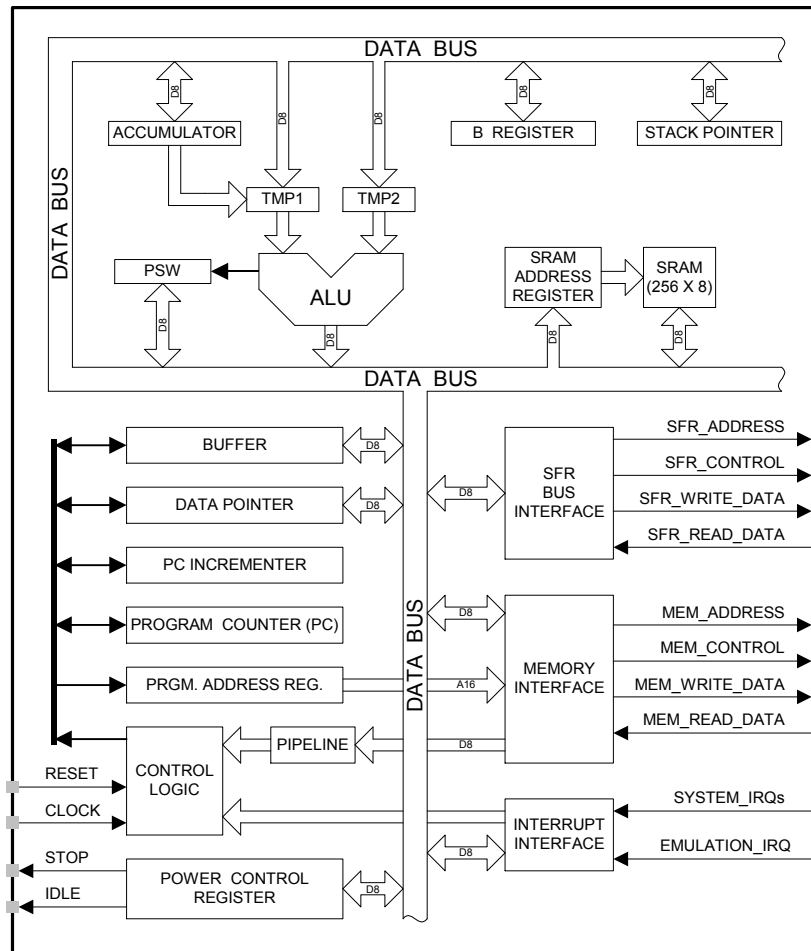 DATA BUS
D8
D8
D8
D8
D8
ACCUMULATOR
B REGISTER
STACK POINTER
DATA BUS
TMP1
TMP2
PSW
ALU
SRAM
ADDRESS
REGISTER
SRAM
(256 X 8)
D8
D8
D8
D8
DATA BUS
BUFFER
D8
DATA POINTER
D8
PC INCREMENTER
PROGRAM COUNTER (PC)
PRGM. ADDRESS REG.
DATA BUS
D8
SFR
BUS
INTERFACE
SFR_ADDRESS
SFR_CONTROL
SFR_WRITE_DATA
SFR_READ_DATA
D8
A16
D8
MEMORY
INTERFACE
MEM_ADDRESS
MEM_CONTROL
MEM_WRITE_DATA
MEM_READ_DATA
PIPELINE
CONTROL
LOGIC
RESET
CLOCK
STOP
IDLE
POWER CONTROL
REGISTER
D8
D8
INTERRUPT
INTERFACE
SYSTEM_IRQs
EMULATION_IRQ